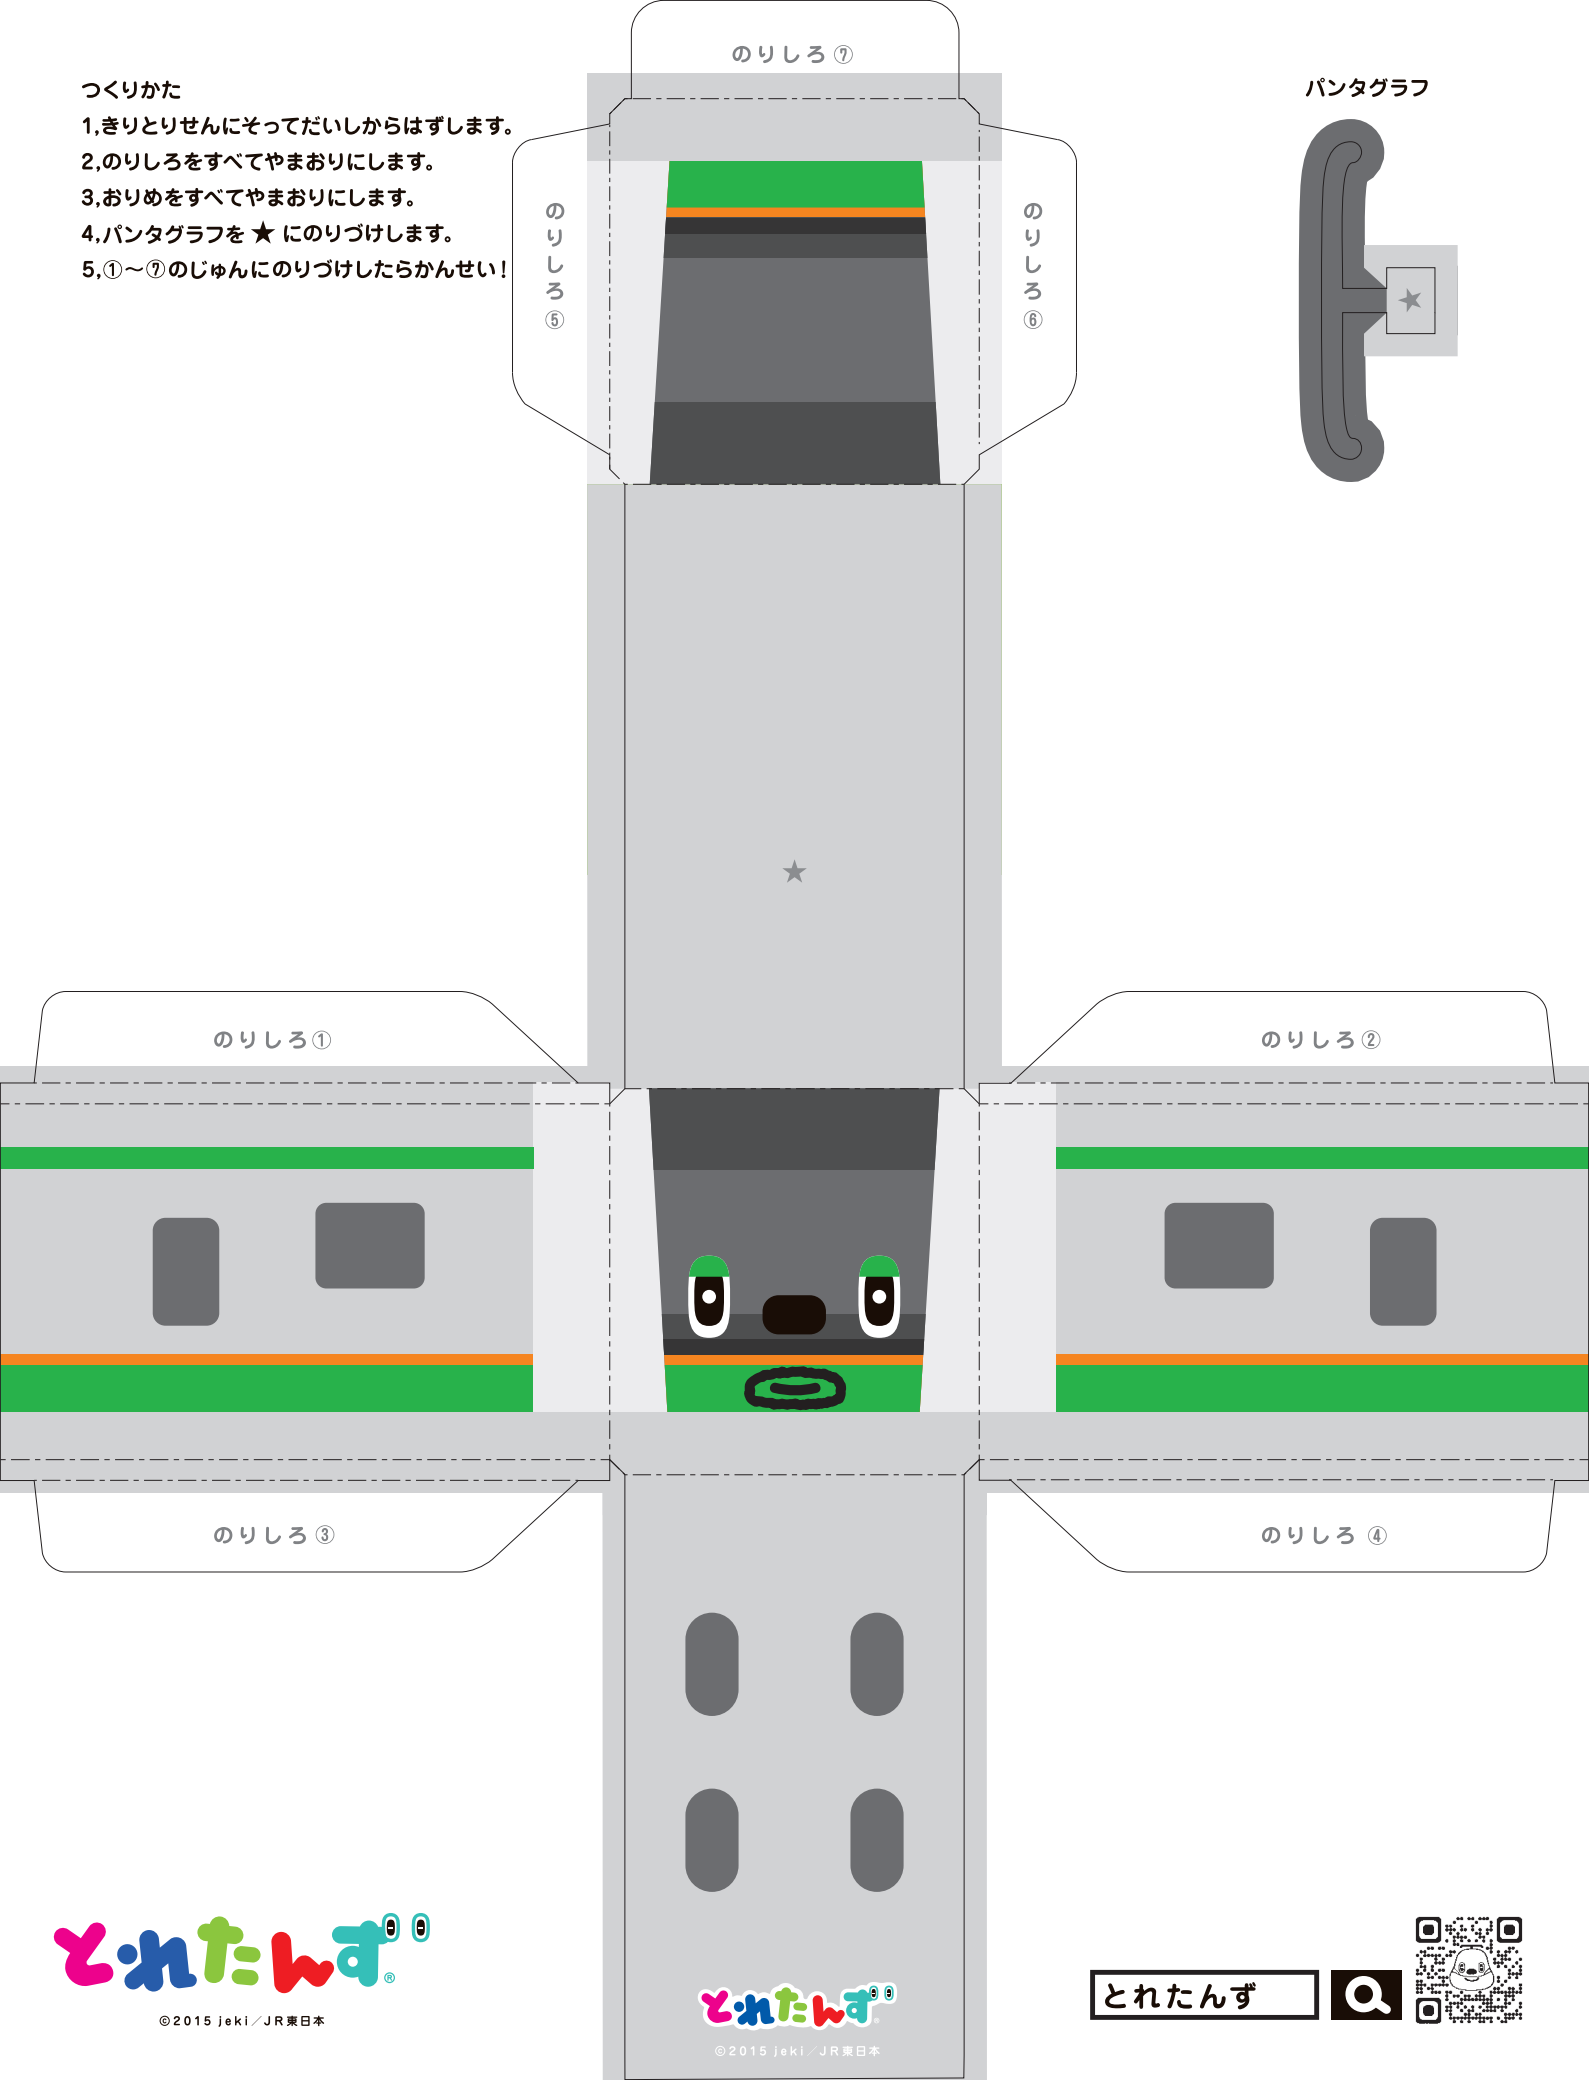 のりしろ⑦
つくりかた
1,きりとりせんにそってだいしからはずします。
2,のりしろをすべてやまおりにします。
3,おりめをすべてやまおりにします。
4,パンタグラフを★にのりづけします。
5,①～⑦のじゅんにのりづけしたらかんせい！
パンタグラフ
のりしろ⑤
のりしろ⑥
★
★
のりしろ①
のりしろ②
のりしろ③
のりしろ④
とれたんず®
©2015 jeki／JR東日本
とれたんず
©2015 jeki／JR東日本
とれたんず